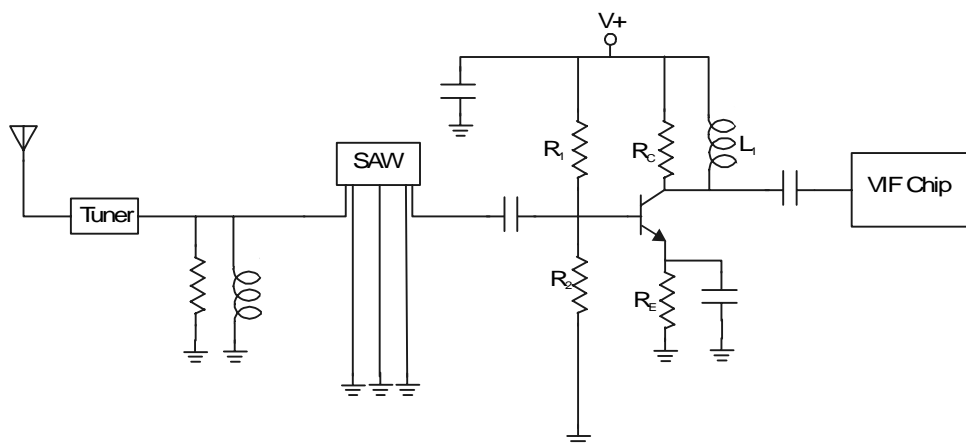 V+
SAW
R1
RC
L1
VIF Chip
Tuner
R2
RE